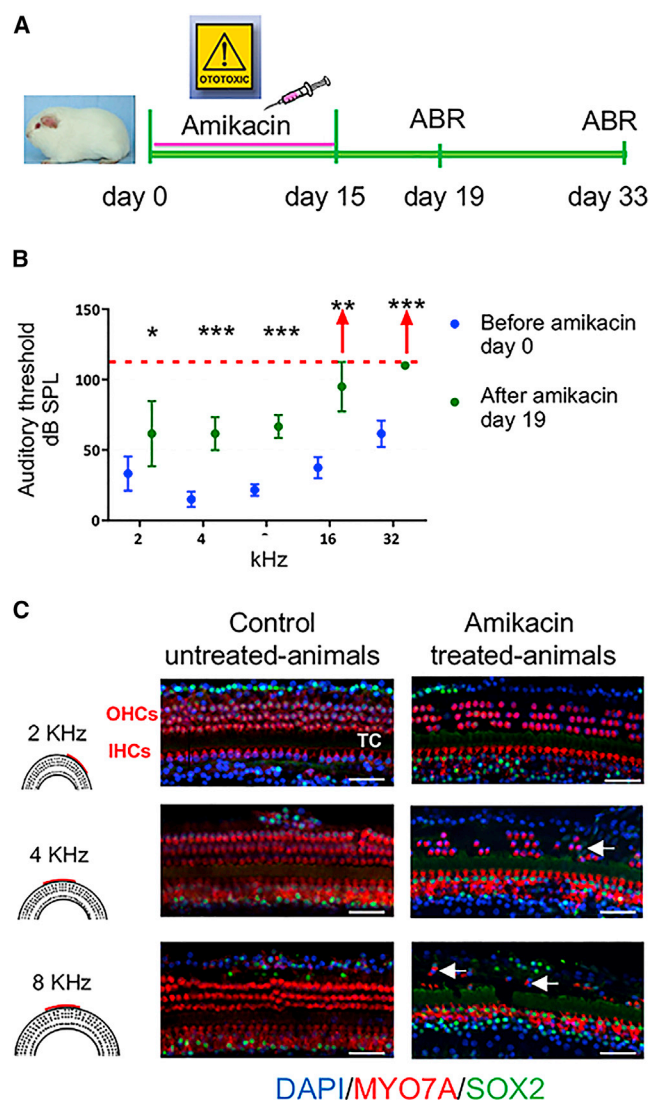 A
OTOTOXIC
Amikacin
ABR
ABR
day 0
day 15
day 19
day 33
B
150
100
50
0
*
***
***
**
***
Auditory threshold
dB SPL
2
4
16
32
kHz
Before amikacin
day 0
After amikacin
day 19
C
Control
untreated-animals
Amikacin
treated-animals
2 KHz
OHCs
IHCs
TC
4 KHz
8 KHz
DAPI/MYO7A/SOX2